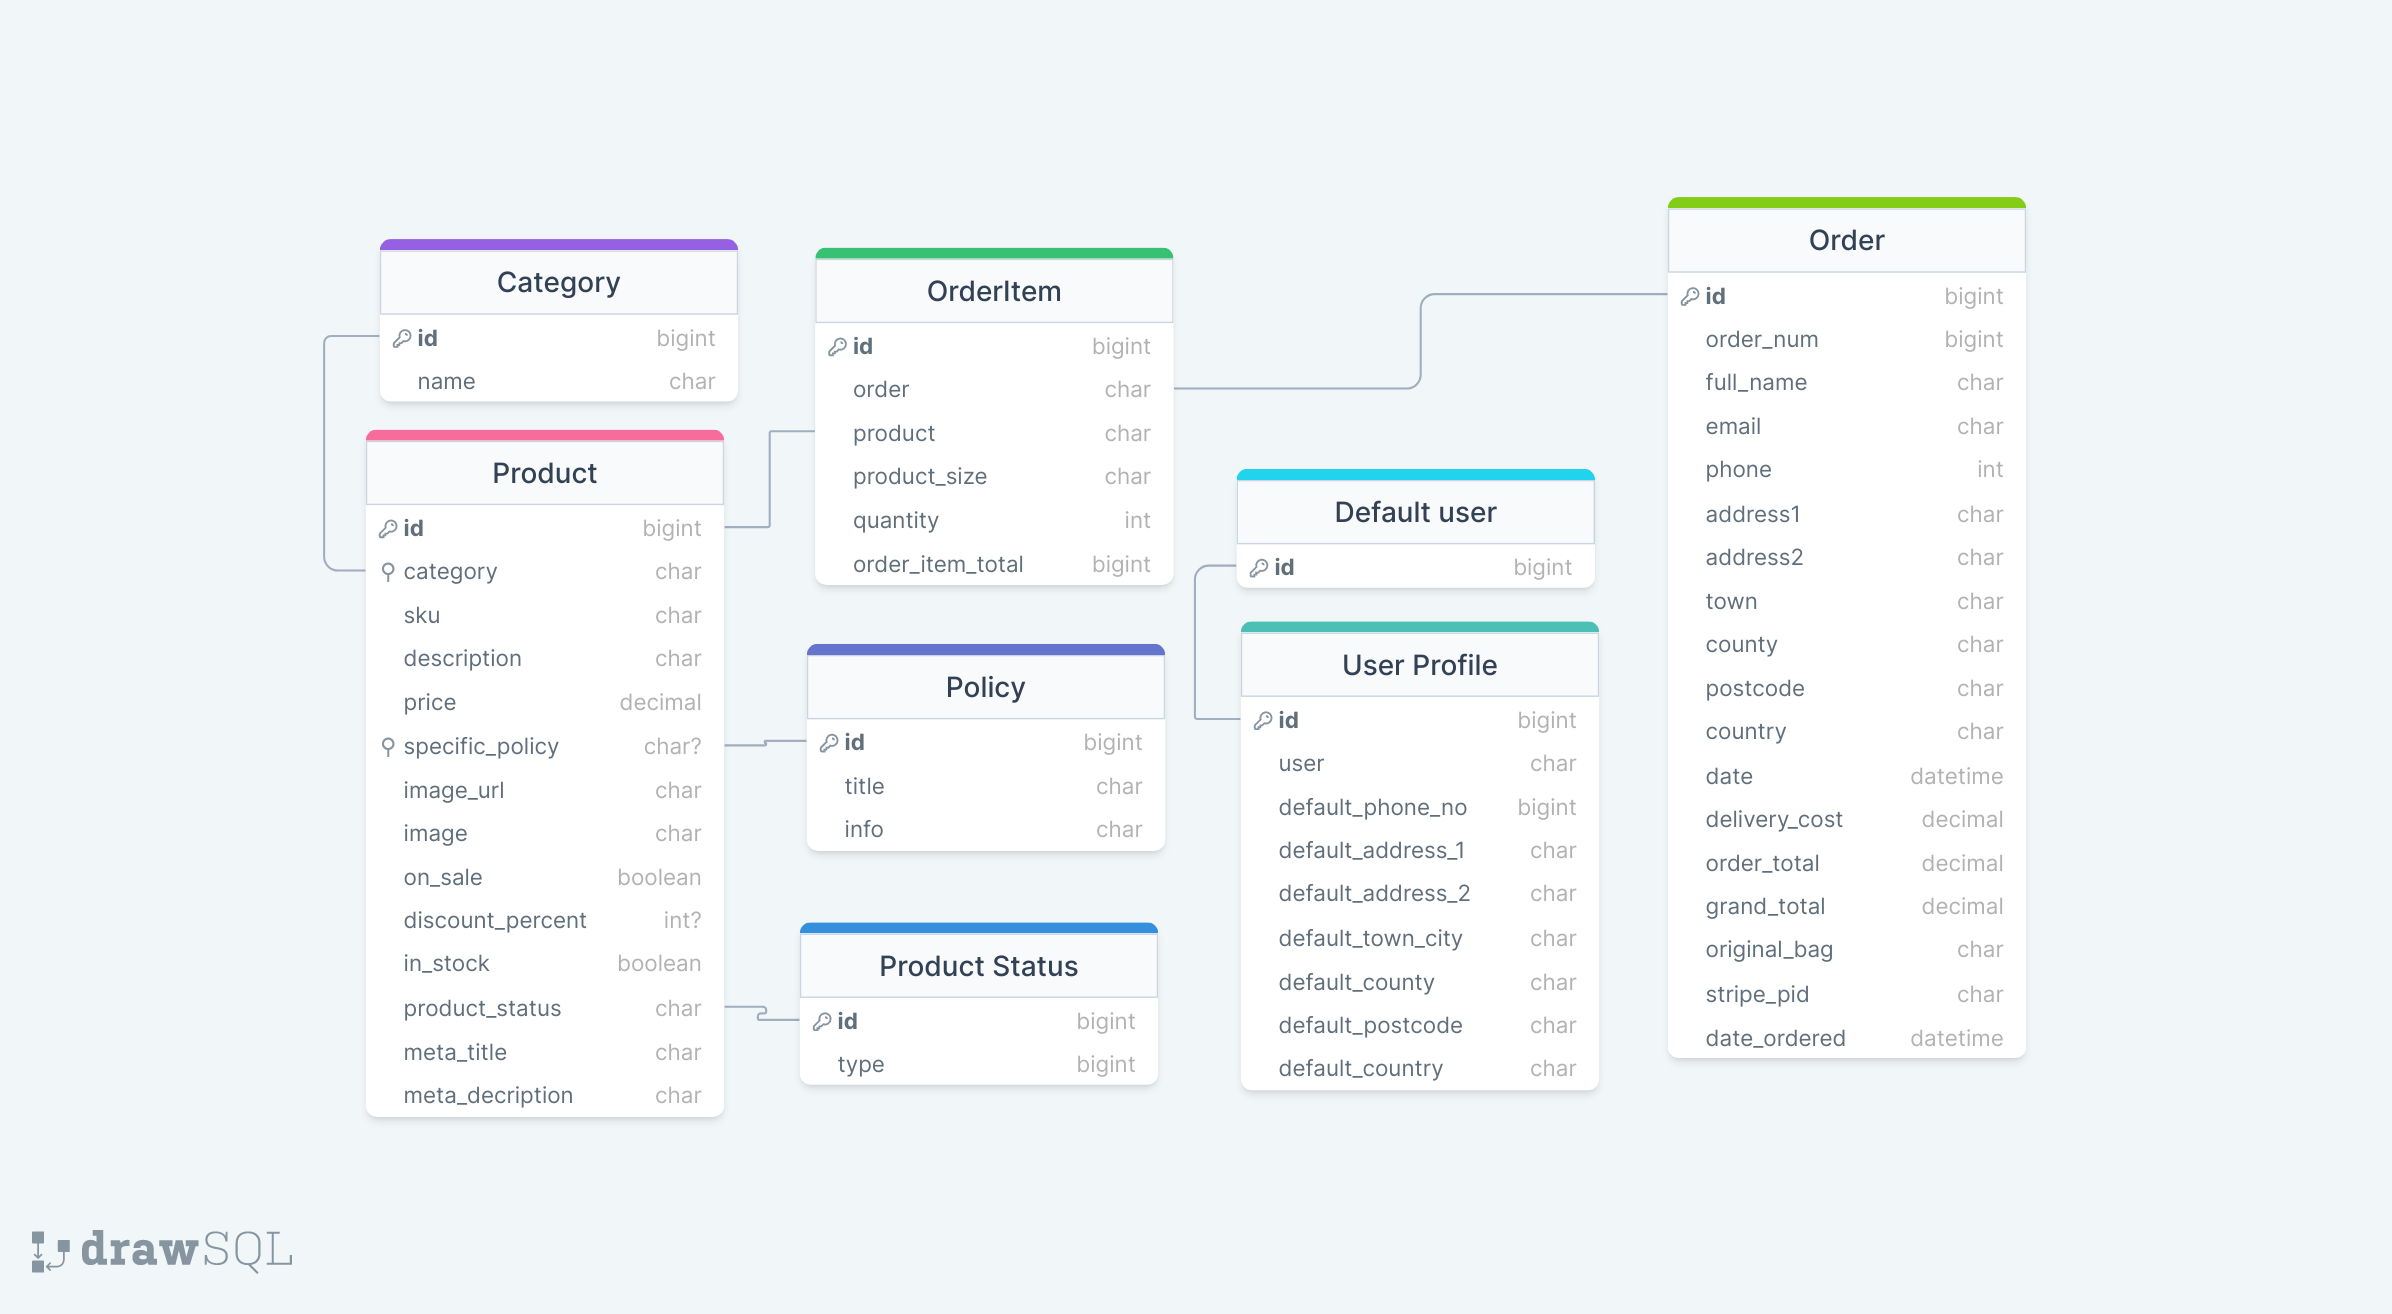 Category
id bigint
name char
Product
id bigint
category char
sku char
description char
price decimal
specific_policy char?
image_url char
image char
on_sale boolean
discount_percent int?
in_stock boolean
product_status char
meta_title char
meta_decription char
OrderItem
id bigint
order char
product char
product_size char
quantity int
order_item_total bigint
Policy
id bigint
title char
info char
Product Status
id bigint
type bigint
Default user
id bigint
User Profile
id bigint
user char
default_phone_no bigint
default_address_1 char
default_address_2 char
default_town_city char
default_county char
default_postcode char
default_country char
Order
id bigint
order_num bigint
full_name char
email char
phone int
address1 char
address2 char
town char
county char
postcode char
country char
date datetime
delivery_cost decimal
order_total decimal
grand_total decimal
original_bag char
stripe_pid char
date_ordered datetime
drawSQL